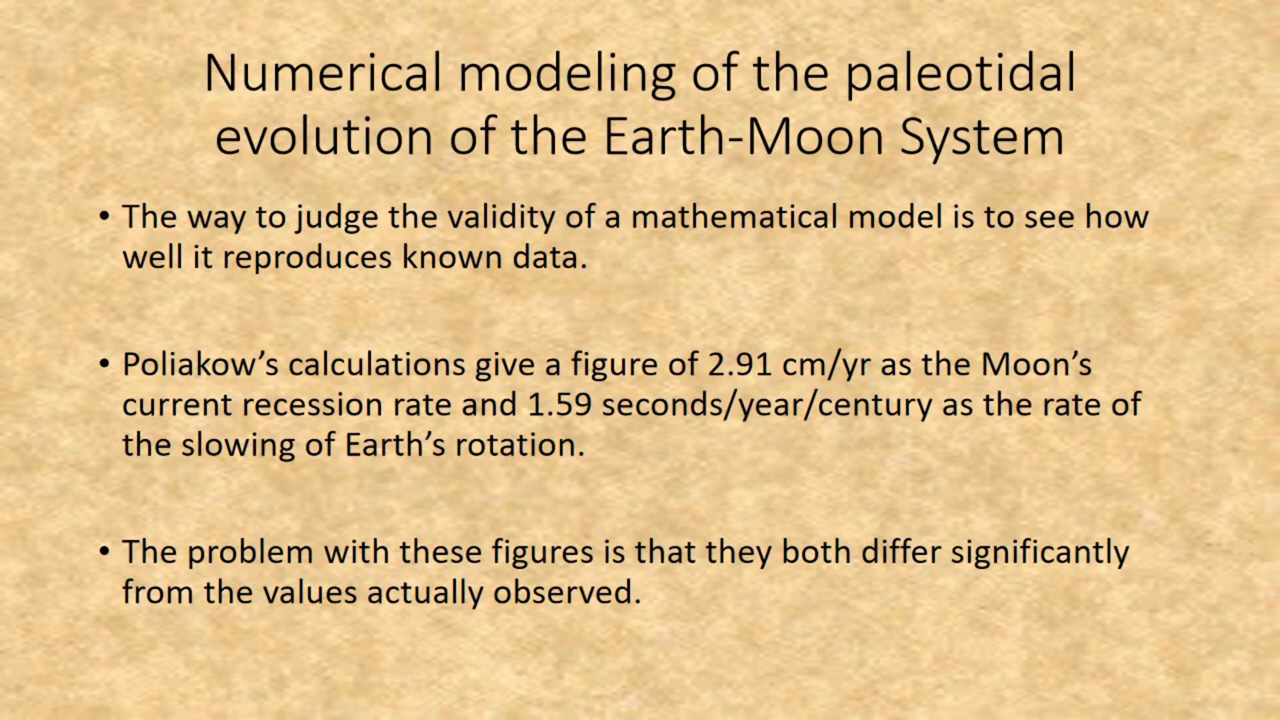 Numerical modeling of the paleotidal
evolution of the Earth-Moon System
• The way to judge the validity of a mathematical model is to see how
well it reproduces known data.
• Poliakow’s calculations give a figure of 2.91 cm/yr as the Moon’s
current recession rate and 1.59 seconds/year/century as the rate of
the slowing of Earth’s rotation.
• The problem with these figures is that they both differ significantly
from the values actually observed.